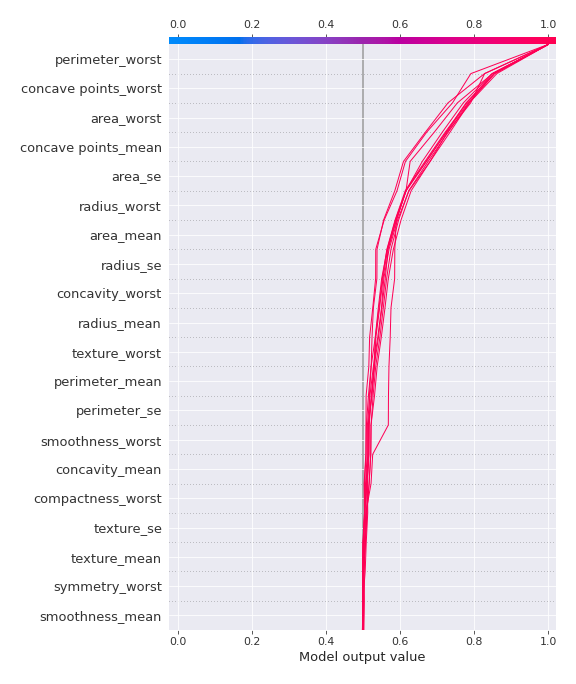 0.0 0.2 0.4 0.6 0.8 1.0
perimeter_worst
concave points_worst
area_worst
concave points_mean
area_se
radius_worst
area_mean
radius_se
concavity_worst
radius_mean
texture_worst
perimeter_mean
perimeter_se
smoothness_worst
concavity_mean
compactness_worst
texture_se
texture_mean
symmetry_worst
smoothness_mean
0.0 0.2 0.4 0.6 0.8 1.0
Model output value